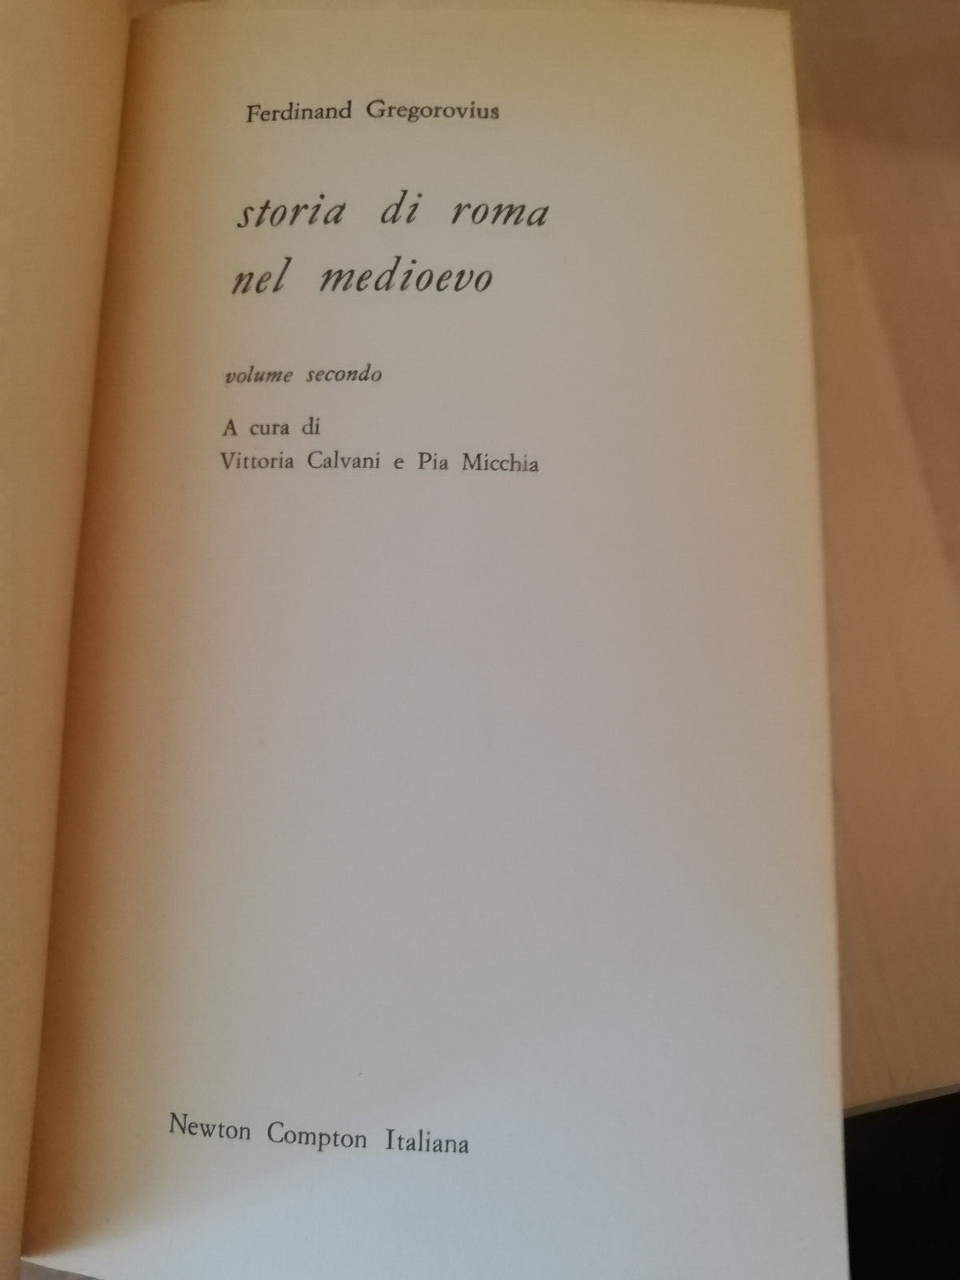 Ferdinand Gregorovius
storia di roma
nel medioevo
volume secondo
A cura di
Vittoria Calvani e Pia Micchia
Newton Compton Italiana